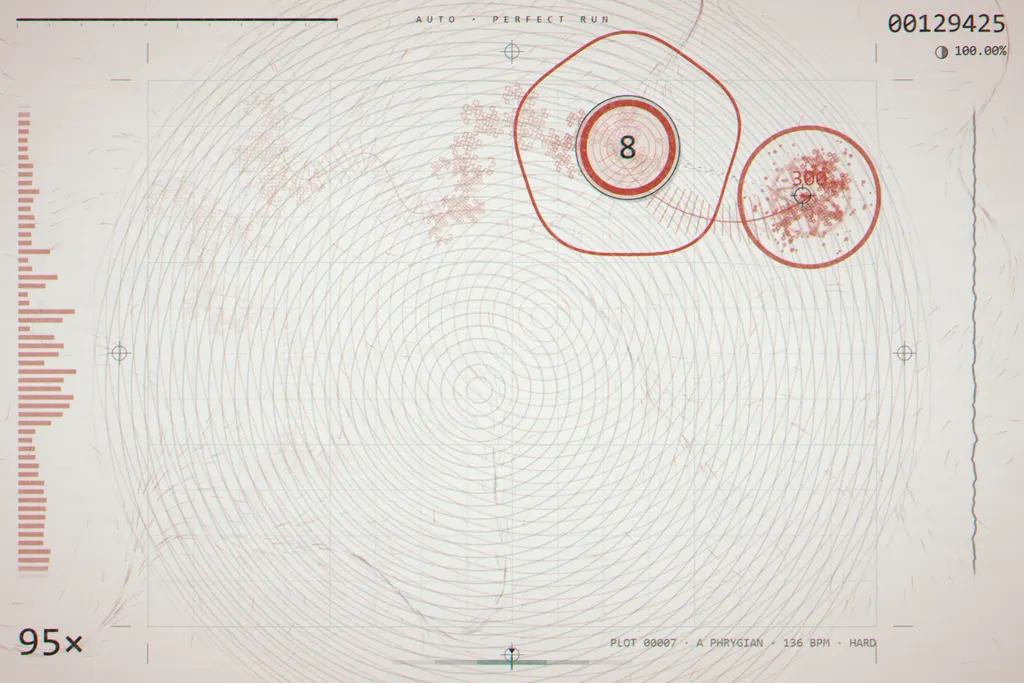 AUTO · PERFECT RUN
00129425
100.00%
8
300
95×
PLOT 00007 · A PHRYGIAN · 136 BPM · HARD